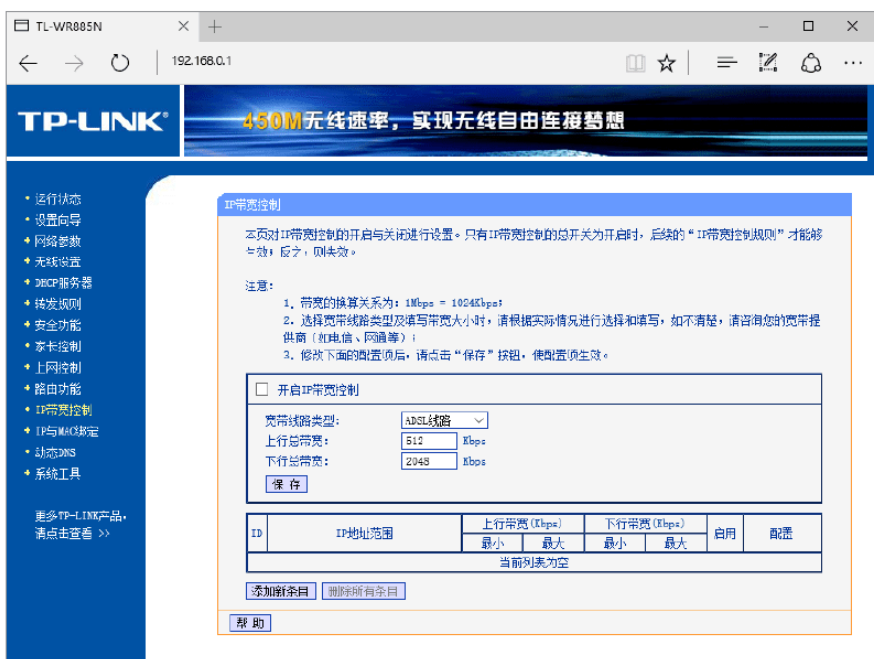 TL-WR885N
192.168.0.1
TP-LINK®
450M无线速率，实现无线自由连接梦想
• 运行状态
• 设置向导
+ 网络参数
+ 无线设置
+ DHCP服务器
+ 转发规则
+ 安全功能
+ 家长控制
+ 上网控制
+ 路由功能
• IP带宽控制
+ IP与MAC绑定
• 动态DNS
+ 系统工具
更多TP-LINK产品，
请点击查看 >>
IP带宽控制
本页对IP带宽控制的开启与关闭进行设置。只有IP带宽控制的总开关为开启时，后续的“IP带宽控制规则”才能够
生效，反之，则失效。
注意：
1、带宽的换算关系为：1Mbps = 1024Kbps；
2、选择宽带线路类型及填写带宽大小时，请根据实际情况进行选择和填写，如不清楚，请咨询您的宽带提
供商（如电信、网通等）；
3、修改下面的配置项后，请点击“保存”按钮，使配置项生效。
开启IP带宽控制
宽带线路类型： ADSL线路
上行总带宽： 512 Kbps
下行总带宽： 2048 Kbps
保 存
ID IP地址范围 上行带宽(Kbps) 下行带宽(Kbps) 启用 配置
最小 最大 最小 最大
当前列表为空
添加新条目 删除所有条目
帮 助